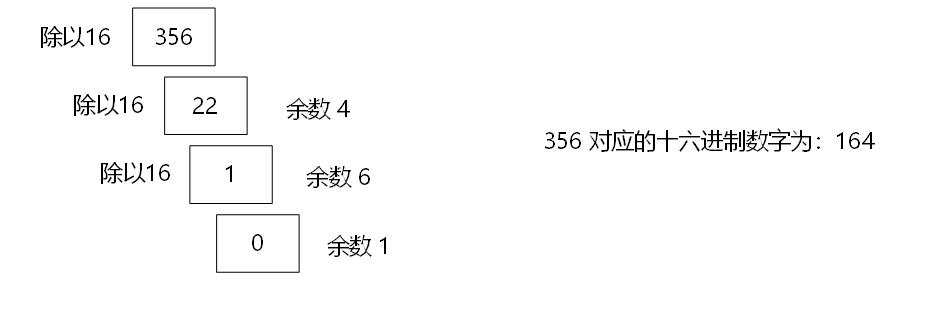 除以16 356
除以16 22 余数 4
356 对应的十六进制数字为：164
除以16 1 余数 6
0 余数 1